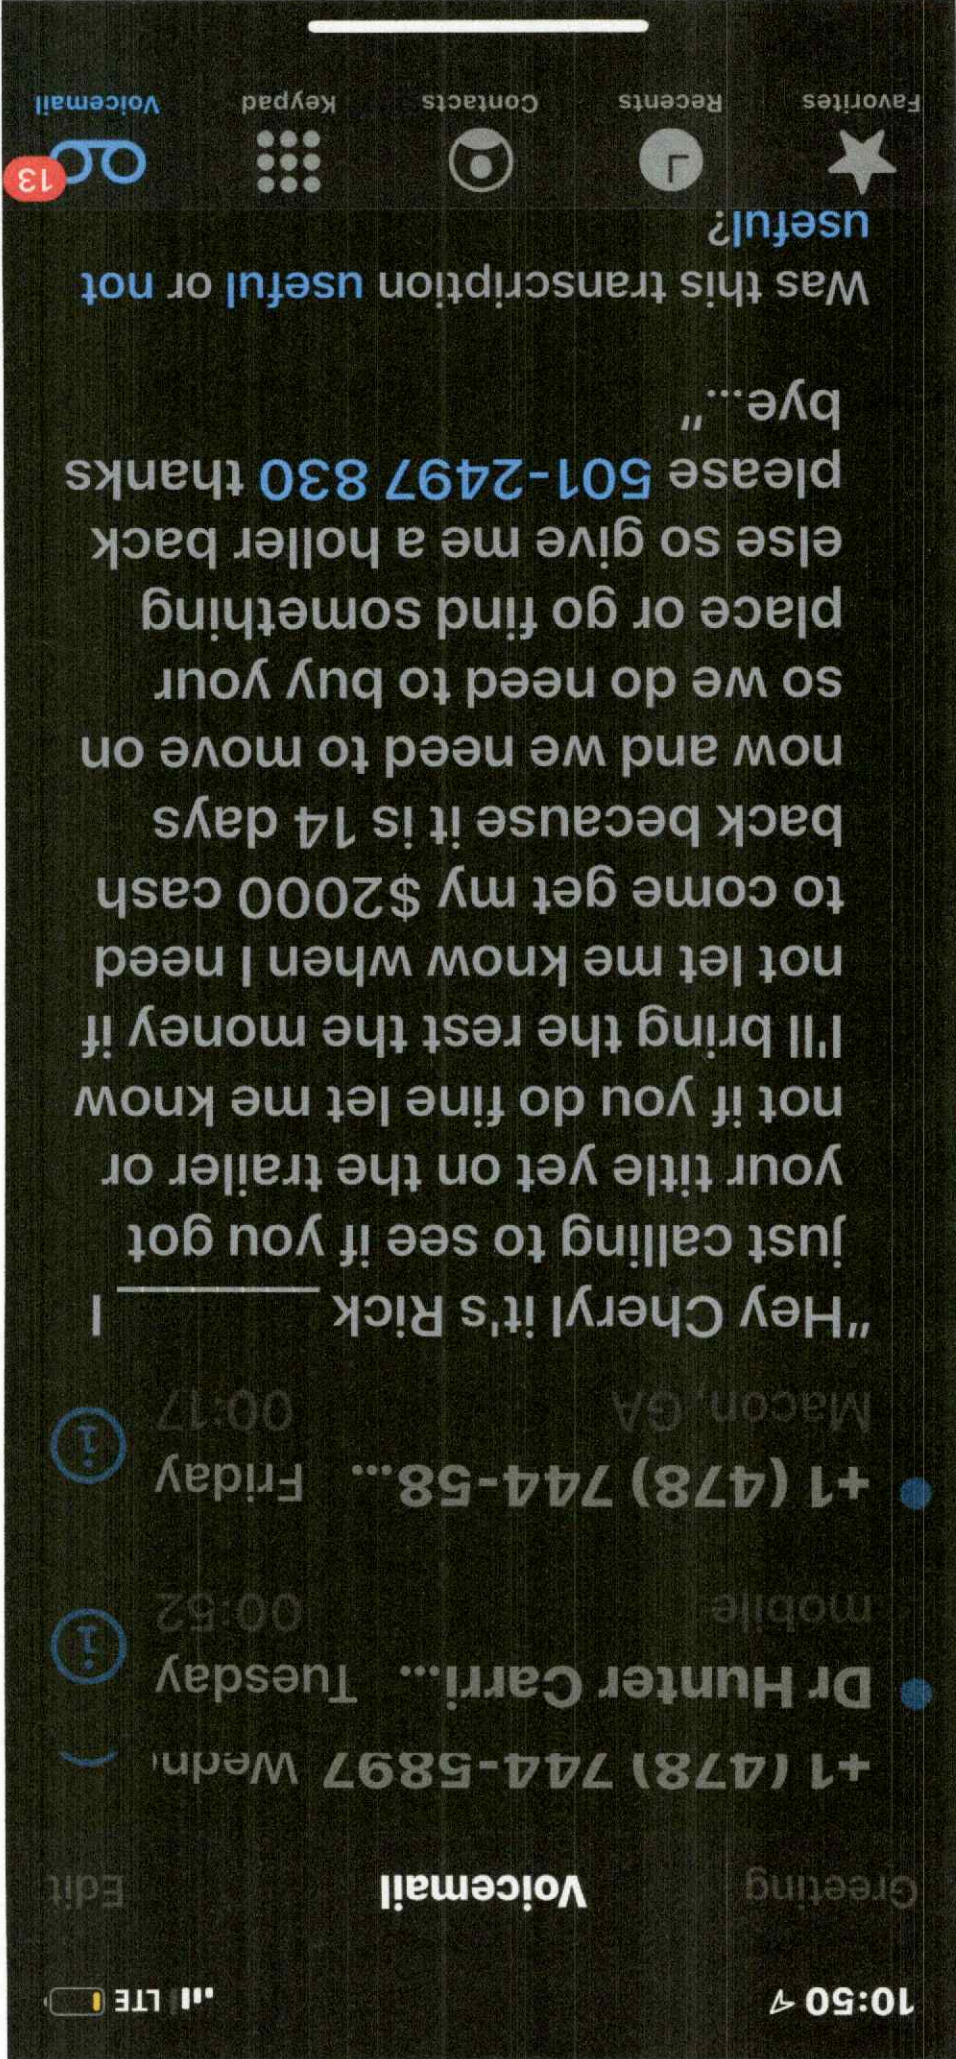 10:50
LTE
Greeting Voicemail Edit
+1 (478) 744-5897 Wedn
Dr Hunter Carri... Tuesday
mobile 00:52
+1 (478) 744-58... Friday
Macon, GA 00:17
"Hey Cheryl it's Rick ________ I
just calling to see if you got
your title yet on the trailer or
not if you do fine let me know
I'll bring the rest the money if
not let me know when I need
to come get my $2000 cash
back because it is 14 days
now and we need to move on
so we do need to buy your
place or go find something
else so give me a holler back
please 501-2497 830 thanks
bye..."
Was this transcription useful or not
useful?
13
Favorites Recents Contacts Keypad Voicemail